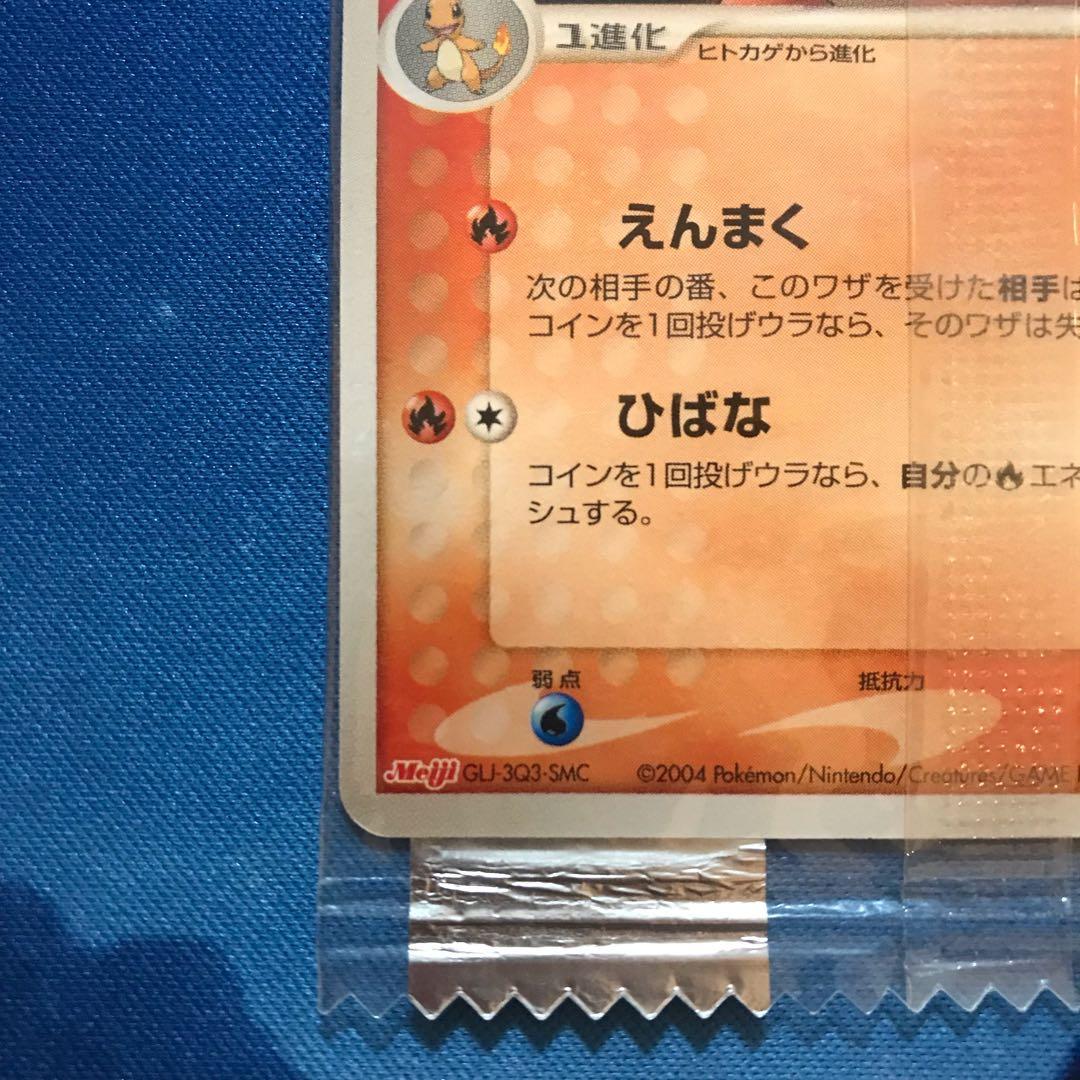 1進化
ヒトカゲから進化
えんまく
次の相手の番、このワザを受けた相手は
コインを1回投げウラなら、そのワザは失
ひばな
コインを1回投げウラなら、自分の🔥エネ
シュする。
弱点
抵抗力
Meiji GLJ-3Q3・SMC ©2004 Pokémon/Nintendo/Creatures/GAME